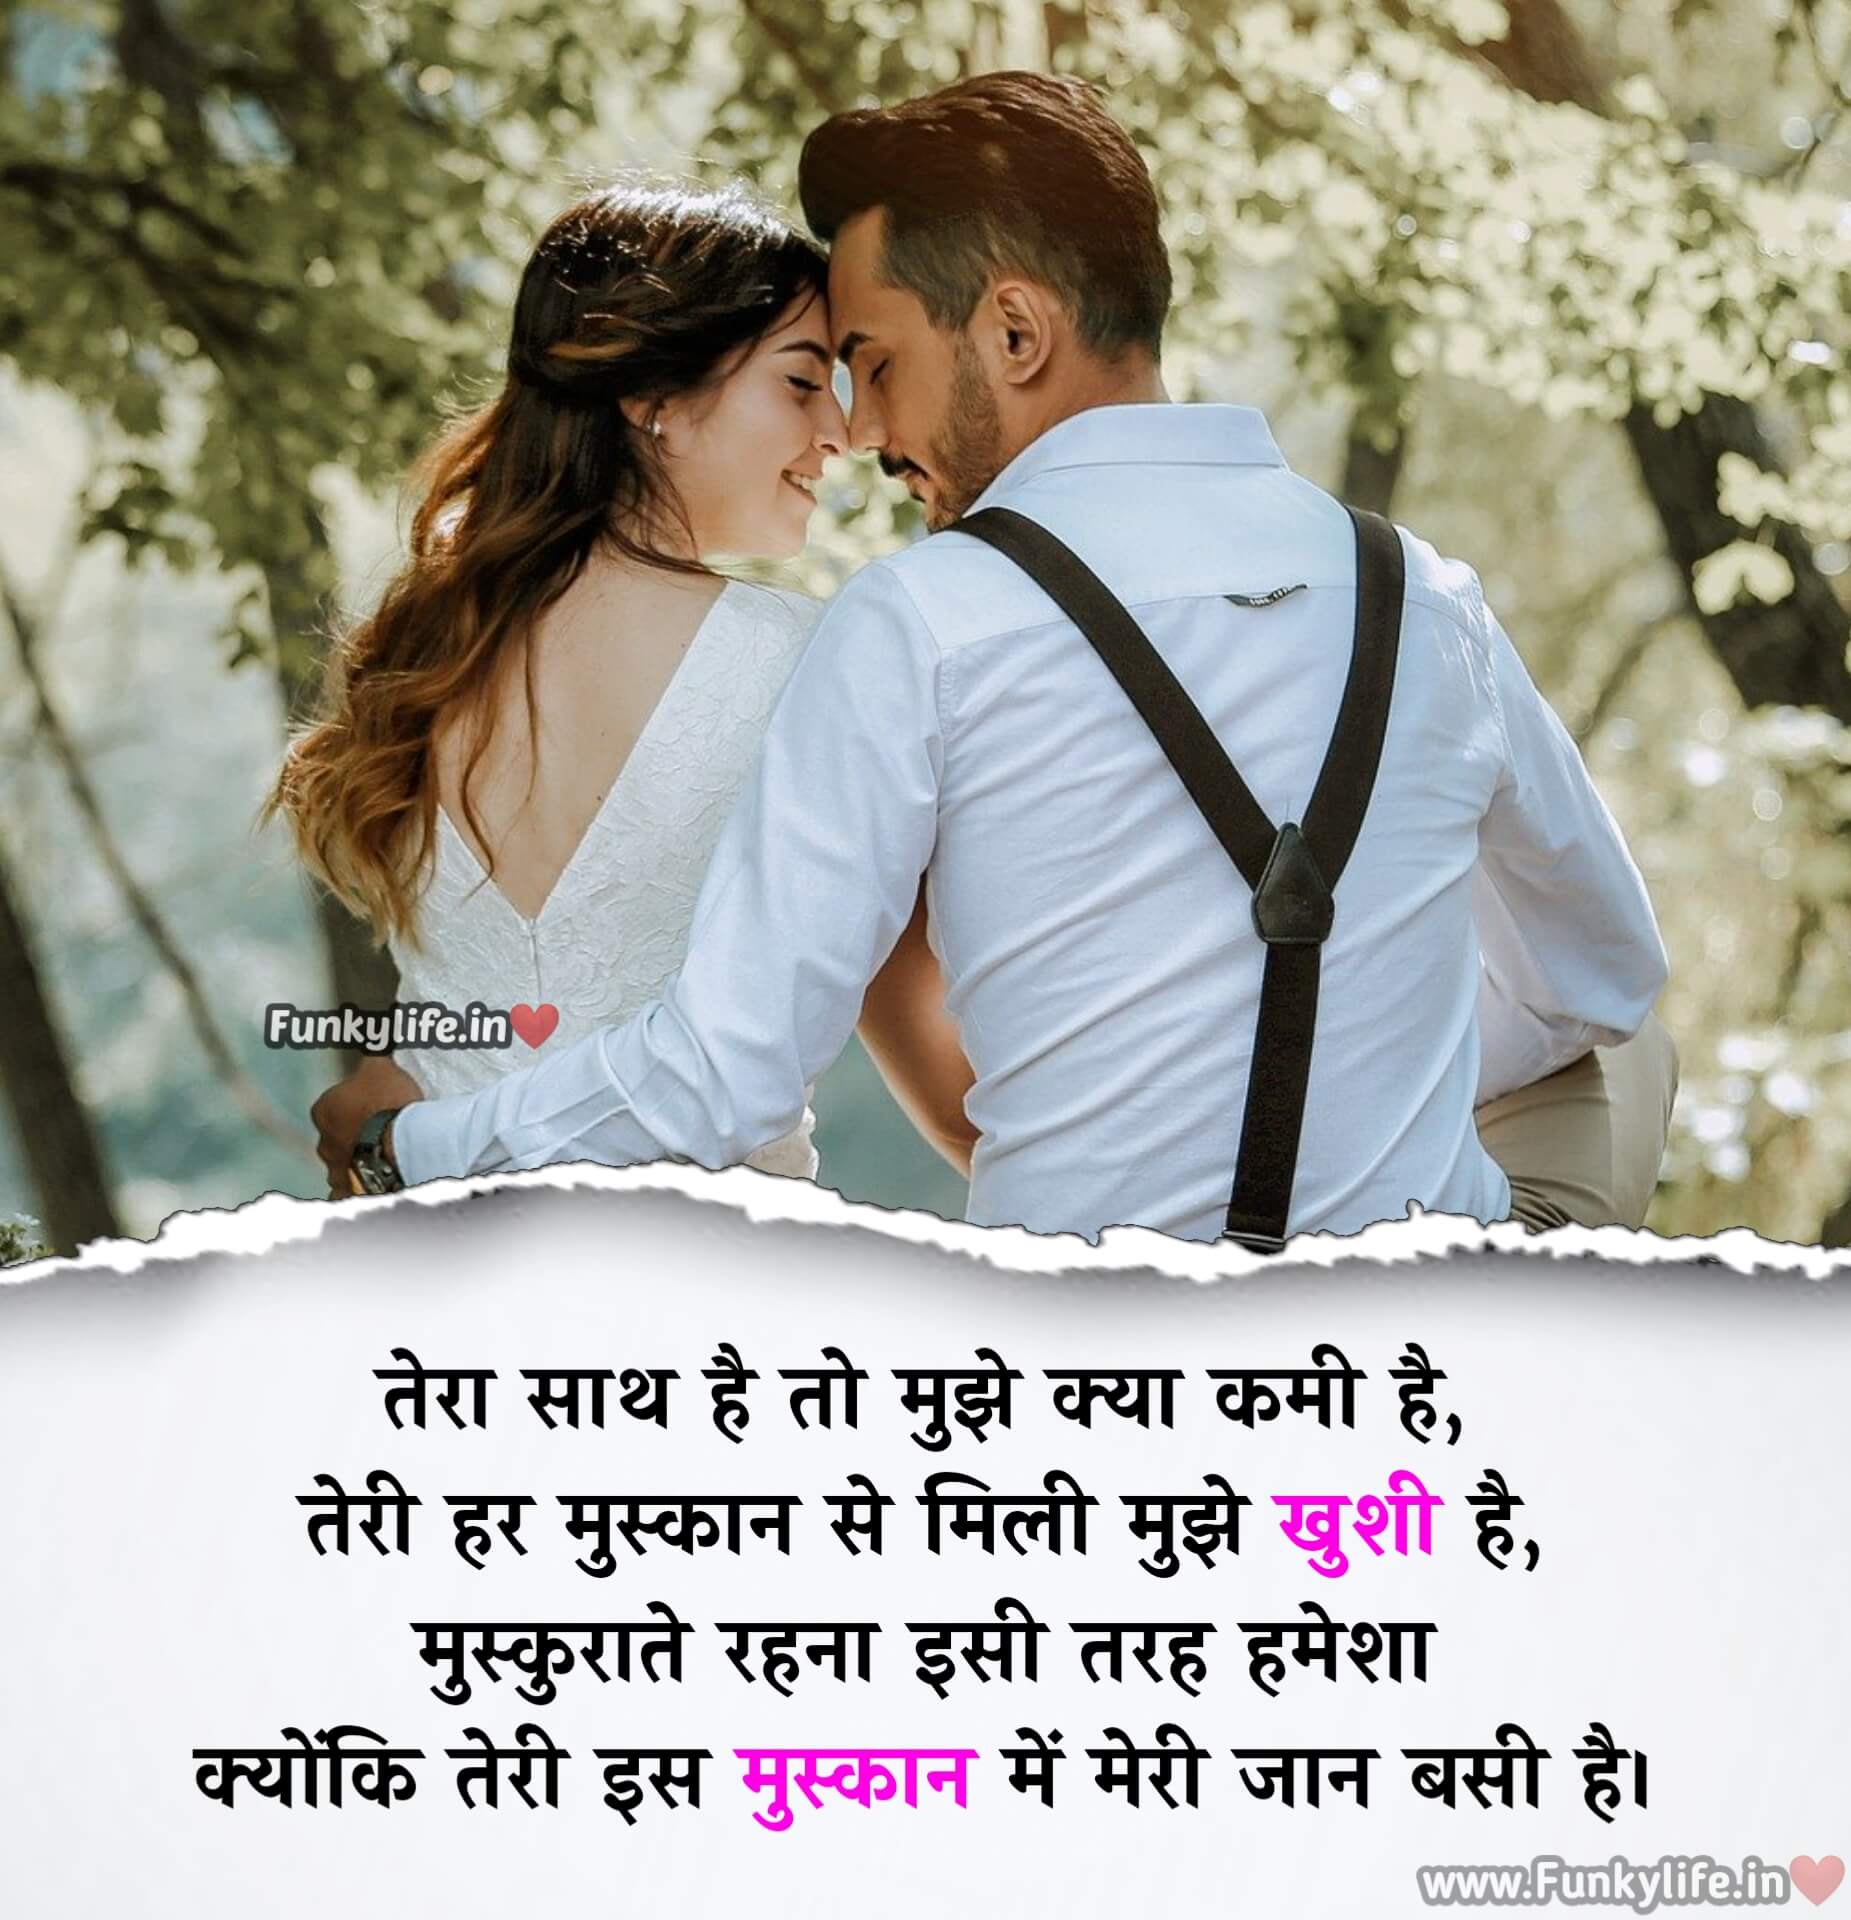 Funkylife.in❤
तेरा साथ है तो मुझे क्या कमी है,
तेरी हर मुस्कान से मिली मुझे खुशी है,
मुस्कुराते रहना इसी तरह हमेशा
क्योंकि तेरी इस मुस्कान में मेरी जान बसी है।
www.Funkylife.in❤